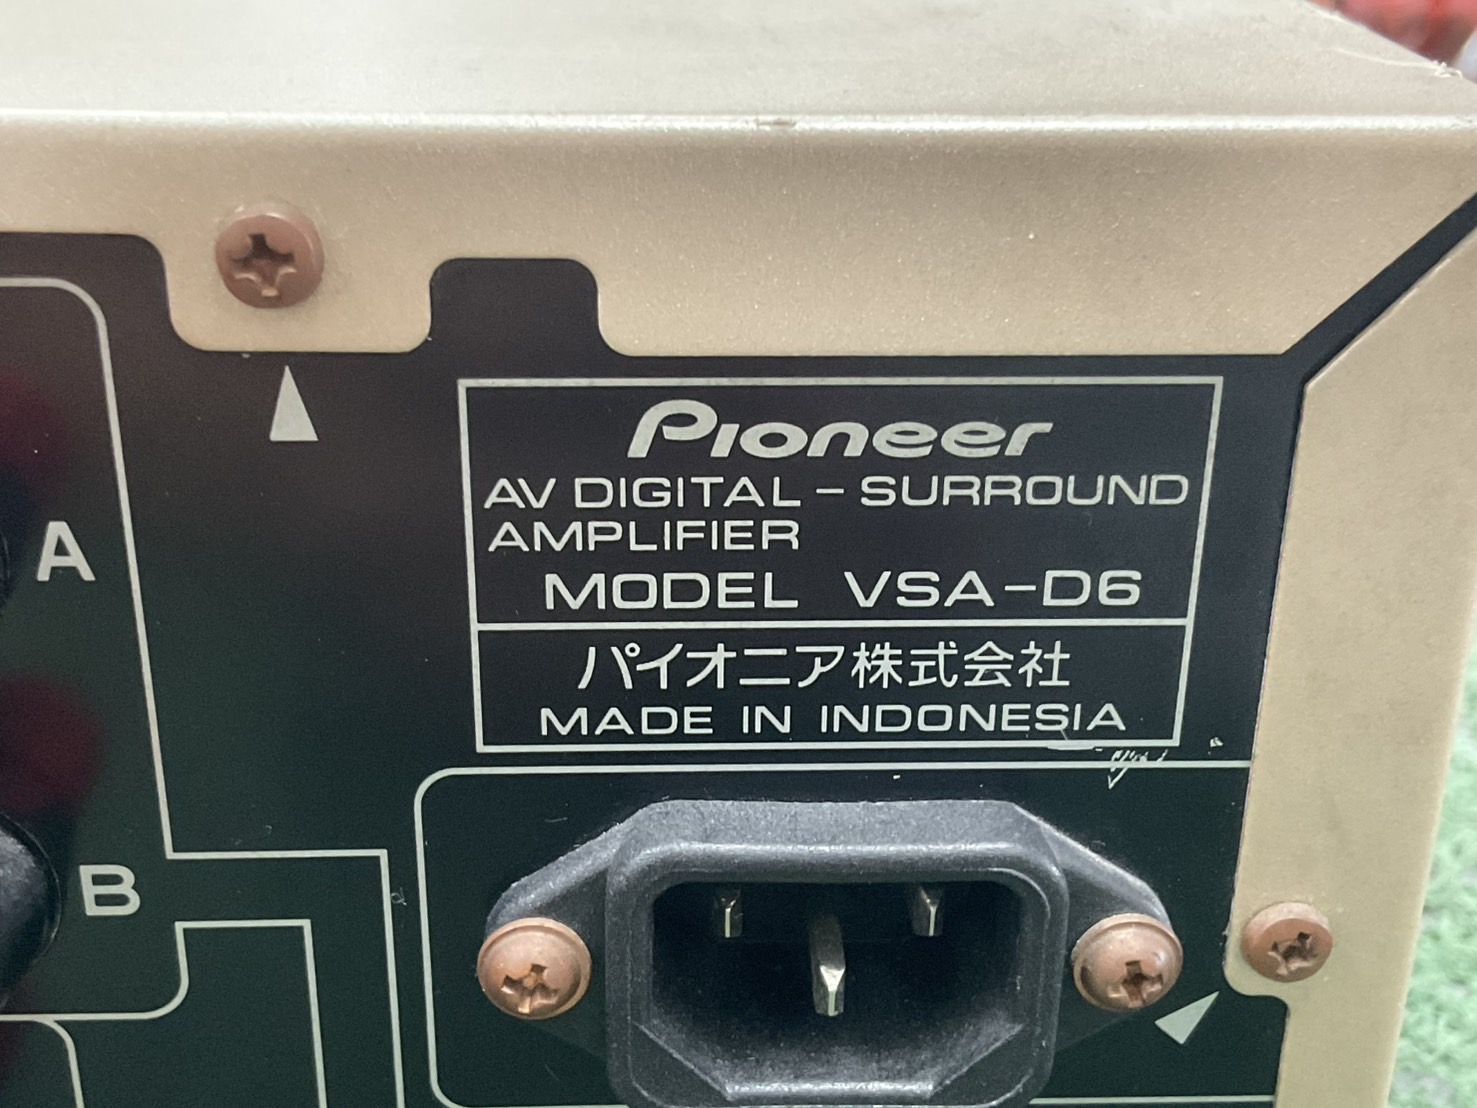 Pioneer
AV DIGITAL – SURROUND
AMPLIFIER
MODEL VSA–D6
パイオニア株式会社
MADE IN INDONESIA
A
B